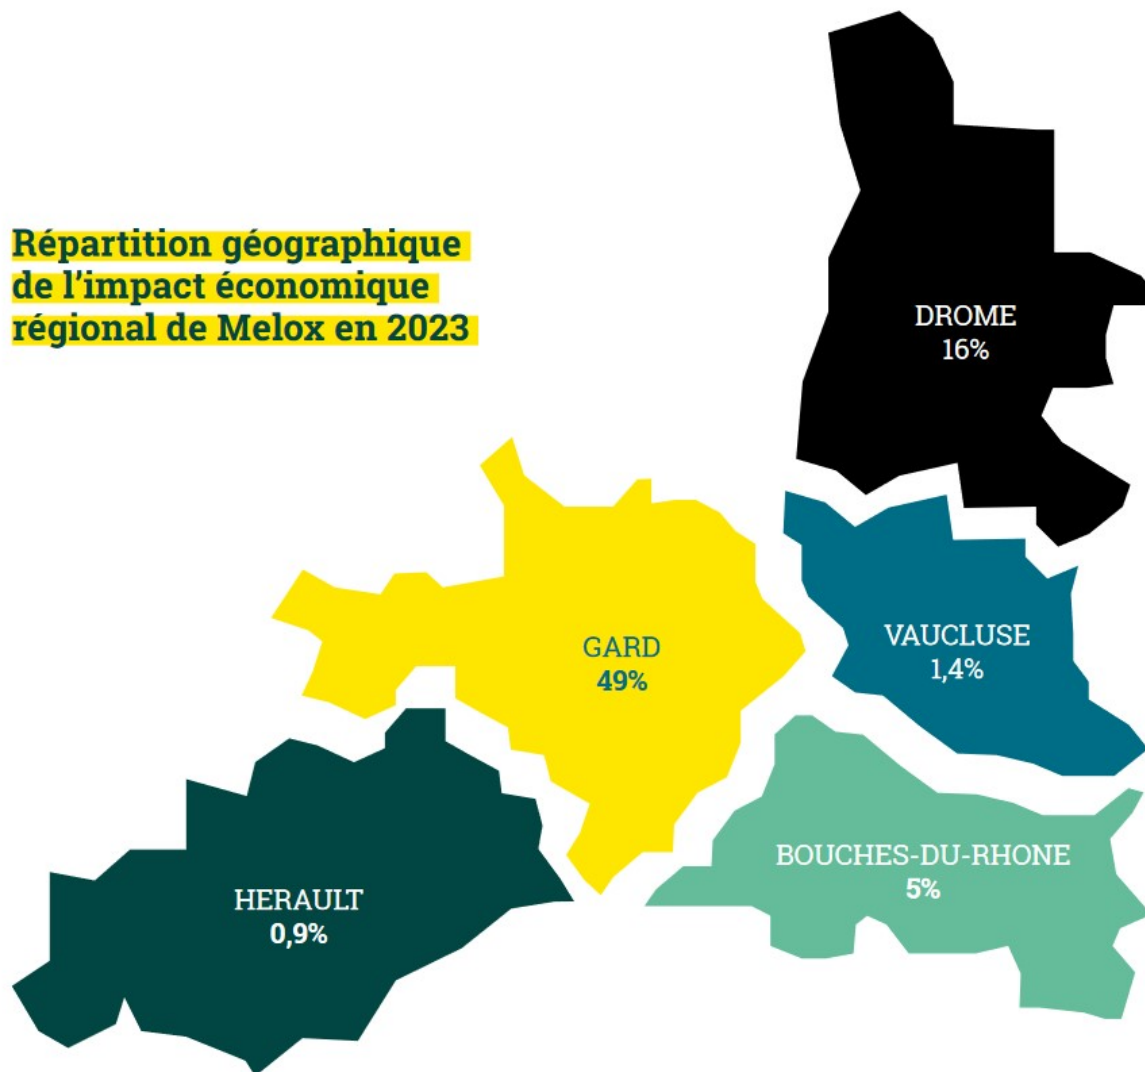 Répartition géographique
de l'impact économique
régional de Melox en 2023
DROME
16%
GARD
49%
VAUCLUSE
1,4%
BOUCHES-DU-RHONE
5%
HERAULT
0,9%